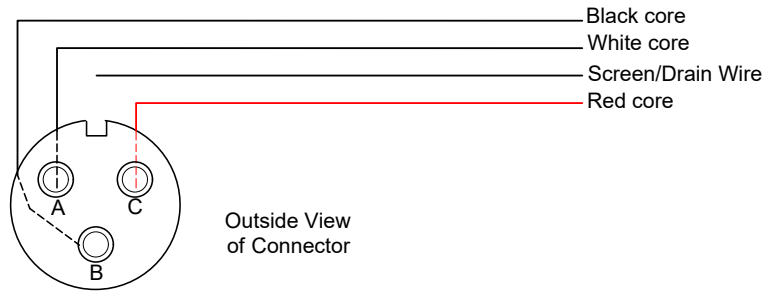 Black core
White core
Screen/Drain Wire
Red core
A
C
B
Outside View
of Connector